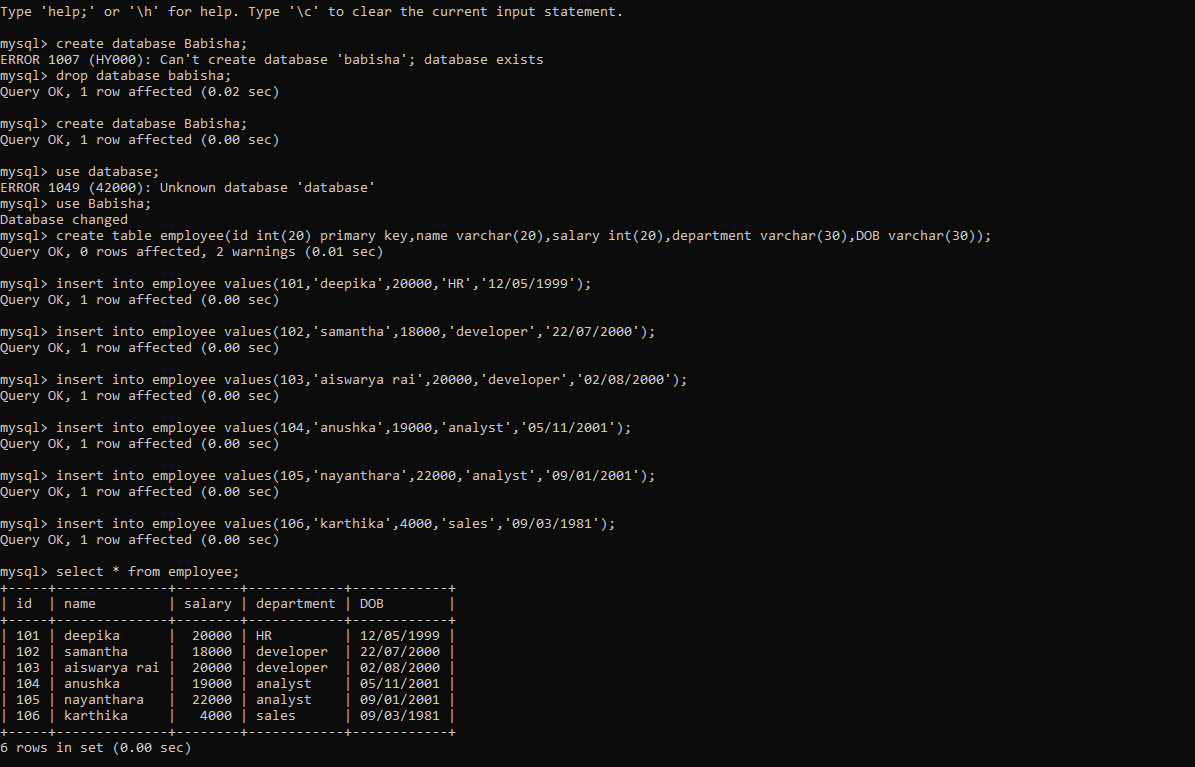 Type 'help;' or '\h' for help. Type '\c' to clear the current input statement.
mysql> create database Babisha;
ERROR 1007 (HY000): Can't create database 'babisha'; database exists
mysql> drop database babisha;
Query OK, 1 row affected (0.02 sec)
mysql> create database Babisha;
Query OK, 1 row affected (0.00 sec)
mysql> use database;
ERROR 1049 (42000): Unknown database 'database'
mysql> use Babisha;
Database changed
mysql> create table employee(id int(20) primary key,name varchar(20),salary int(20),department varchar(30),DOB varchar(30));
Query OK, 0 rows affected, 2 warnings (0.01 sec)
mysql> insert into employee values(101,'deepika',20000,'HR','12/05/1999');
Query OK, 1 row affected (0.00 sec)
mysql> insert into employee values(102,'samantha',18000,'developer','22/07/2000');
Query OK, 1 row affected (0.00 sec)
mysql> insert into employee values(103,'aiswarya rai',20000,'developer','02/08/2000');
Query OK, 1 row affected (0.00 sec)
mysql> insert into employee values(104,'anushka',19000,'analyst','05/11/2001');
Query OK, 1 row affected (0.00 sec)
mysql> insert into employee values(105,'nayanthara',22000,'analyst','09/01/2001');
Query OK, 1 row affected (0.00 sec)
mysql> insert into employee values(106,'karthika',4000,'sales','09/03/1981');
Query OK, 1 row affected (0.00 sec)
mysql> select * from employee;
+-----+--------------+--------+------------+------------+
| id  | name         | salary | department | DOB        |
+-----+--------------+--------+------------+------------+
| 101 | deepika      |  20000 | HR         | 12/05/1999 |
| 102 | samantha     |  18000 | developer  | 22/07/2000 |
| 103 | aiswarya rai |  20000 | developer  | 02/08/2000 |
| 104 | anushka      |  19000 | analyst    | 05/11/2001 |
| 105 | nayanthara   |  22000 | analyst    | 09/01/2001 |
| 106 | karthika     |   4000 | sales      | 09/03/1981 |
+-----+--------------+--------+------------+------------+
6 rows in set (0.00 sec)